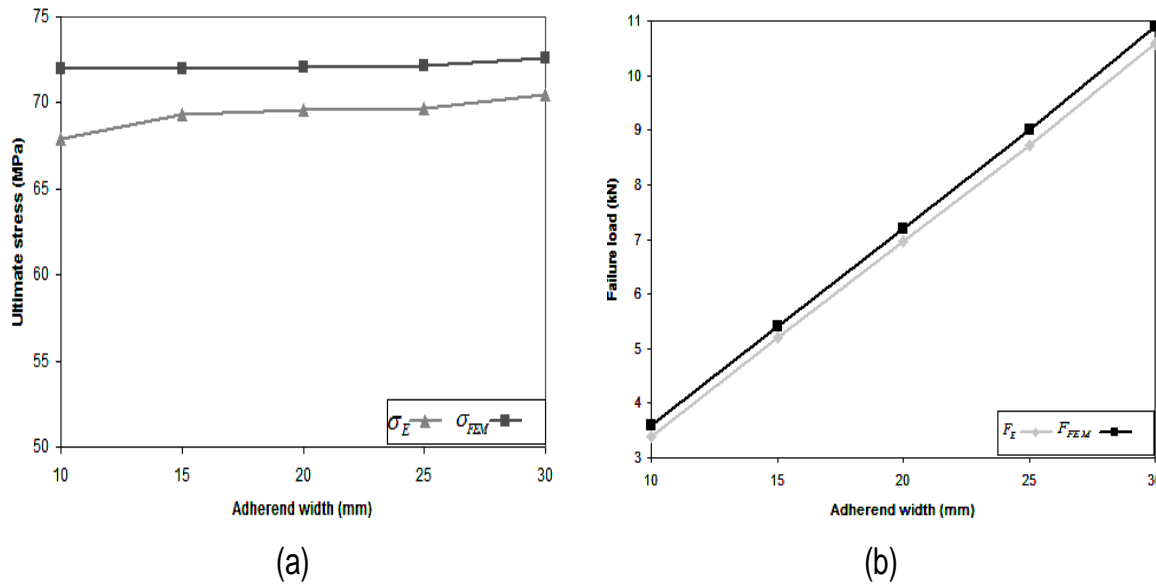 Ultimate stress (MPa)
75
70
65
60
55
50
10 15 20 25 30
Adherend width (mm)
σE σFEM
(a)
Failure load (kN)
11
10
9
8
7
6
5
4
3
10 15 20 25 30
Adherend width (mm)
FE FFEM
(b)